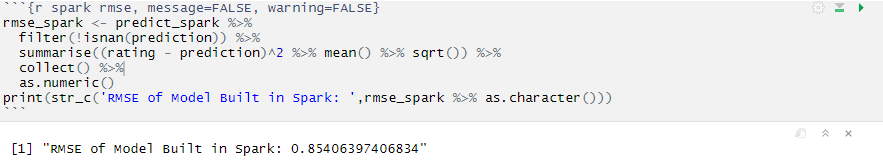 ```{r spark rmse, message=FALSE, warning=FALSE}
rmse_spark <- predict_spark %>%
  filter(!isnan(prediction)) %>%
  summarise((rating - prediction)^2 %>% mean() %>% sqrt()) %>%
  collect() %>%
  as.numeric()
print(str_c('RMSE of Model Built in Spark: ',rmse_spark %>% as.character()))
```
[1] "RMSE of Model Built in Spark: 0.85406397406834"